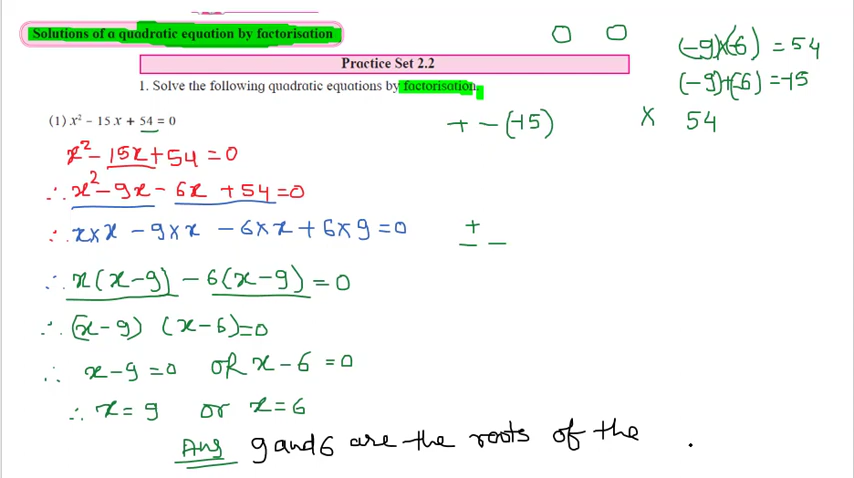 Solutions of a quadratic equation by factorisation
Practice Set 2.2
1. Solve the following quadratic equations by factorisation.
(1) x² - 15 x + 54 = 0
x² - 15x + 54 = 0
∴ x² - 9x - 6x + 54 = 0
∴ x × x - 9 × x - 6 × x + 6 × 9 = 0
∴ x(x-9) - 6(x-9) = 0
∴ (x-9) (x-6) = 0
∴ x-9 = 0 or x-6 = 0
∴ x = 9 or x = 6
Ans 9 and 6 are the roots of the
(-9)×(-6) = 54
(-9)+(-6) = -15
+ - (-15) × 54
+
- -